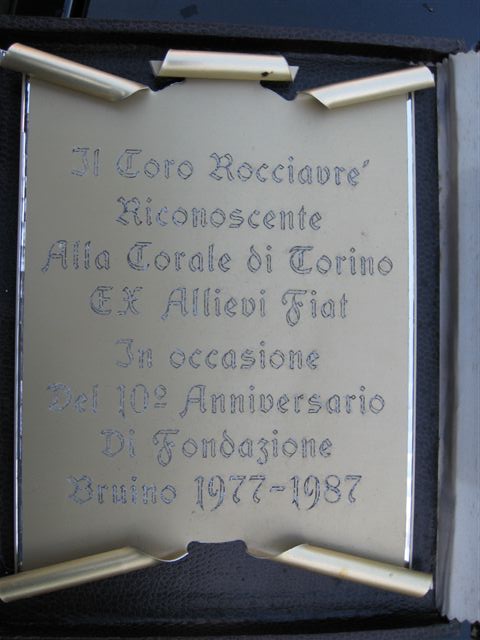 Il Coro Rocciavre'
Riconoscente
Alla Corale di Torino
EX Allievi Fiat
In occasione
Del 10º Anniversario
Di Fondazione
Bruino 1977-1987